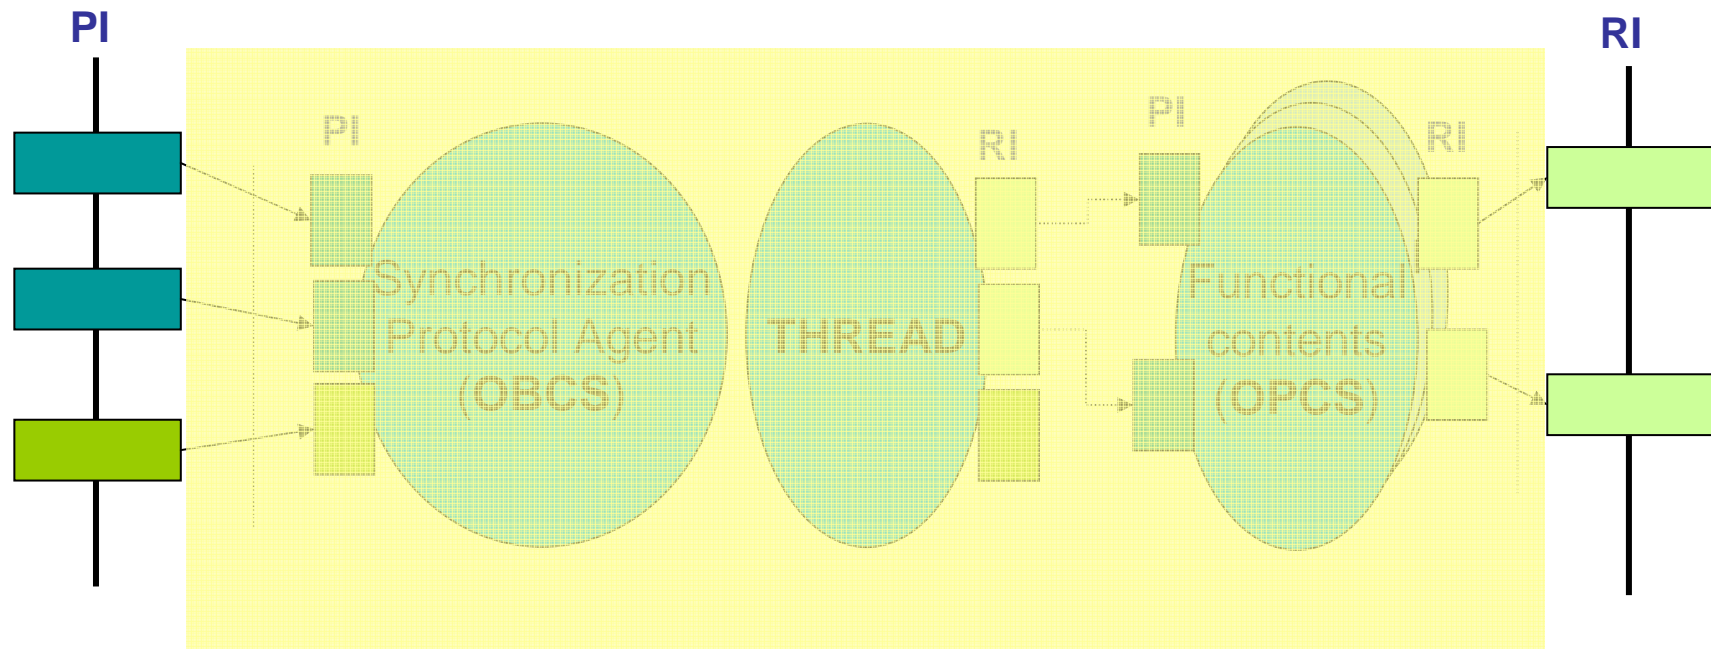 PI
RI
PI
RI
PI
RI
Synchronization
Protocol Agent
(OBCS)
THREAD
Functional
contents
(OPCS)